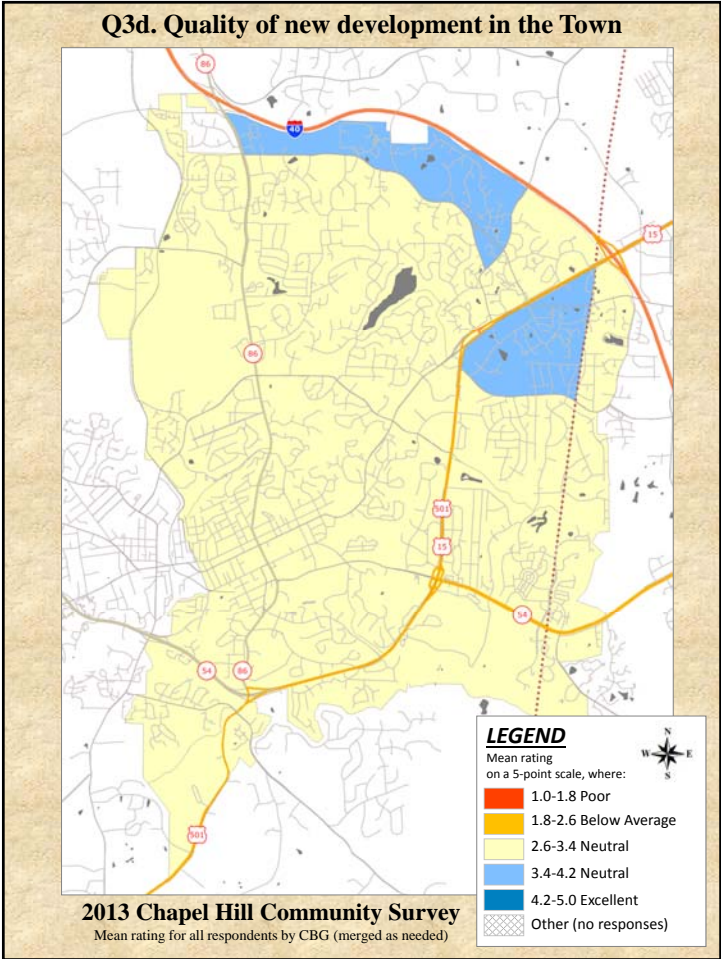 Q3d. Quality of new development in the Town
86
40
15
86
501
15
54
54
86
501
LEGEND
N
W E
S
Mean rating
on a 5-point scale, where:
1.0-1.8 Poor
1.8-2.6 Below Average
2.6-3.4 Neutral
3.4-4.2 Neutral
4.2-5.0 Excellent
Other (no responses)
2013 Chapel Hill Community Survey
Mean rating for all respondents by CBG (merged as needed)